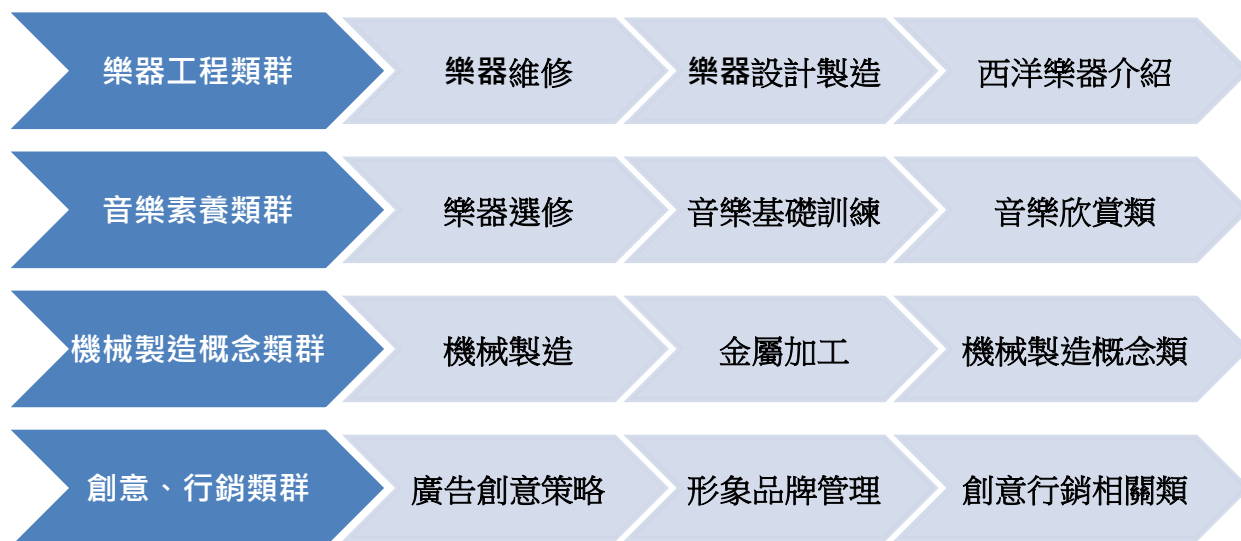 樂器工程類群 樂器維修 樂器設計製造 西洋樂器介紹
音樂素養類群 樂器選修 音樂基礎訓練 音樂欣賞類
機械製造概念類群 機械製造 金屬加工 機械製造概念類
創意、行銷類群 廣告創意策略 形象品牌管理 創意行銷相關類